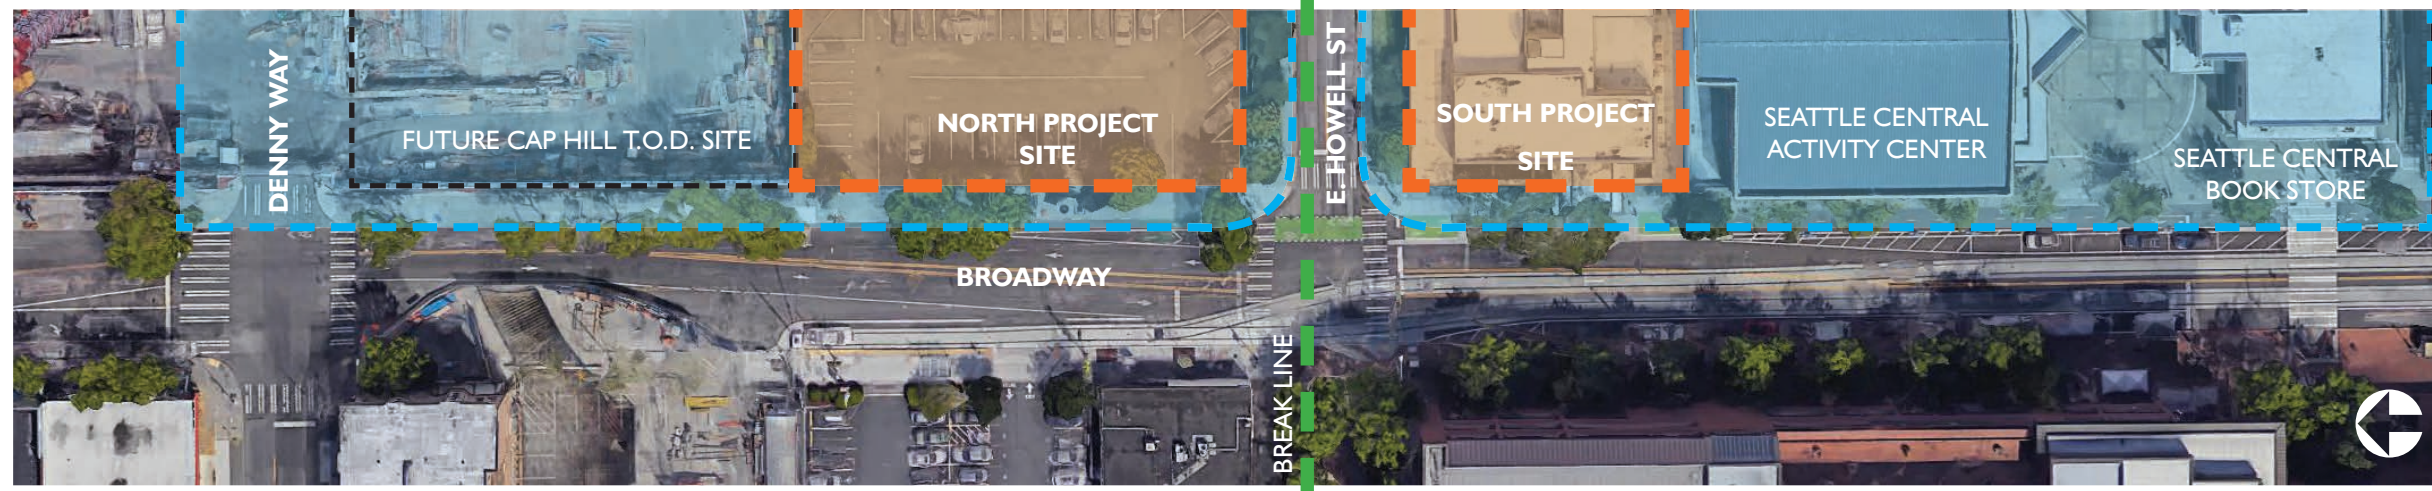 DENNY WAY
FUTURE CAP HILL T.O.D. SITE
NORTH PROJECT
SITE
E. HOWELL ST
SOUTH PROJECT
SITE
SEATTLE CENTRAL
ACTIVITY CENTER
SEATTLE CENTRAL
BOOK STORE
BROADWAY
BREAK LINE